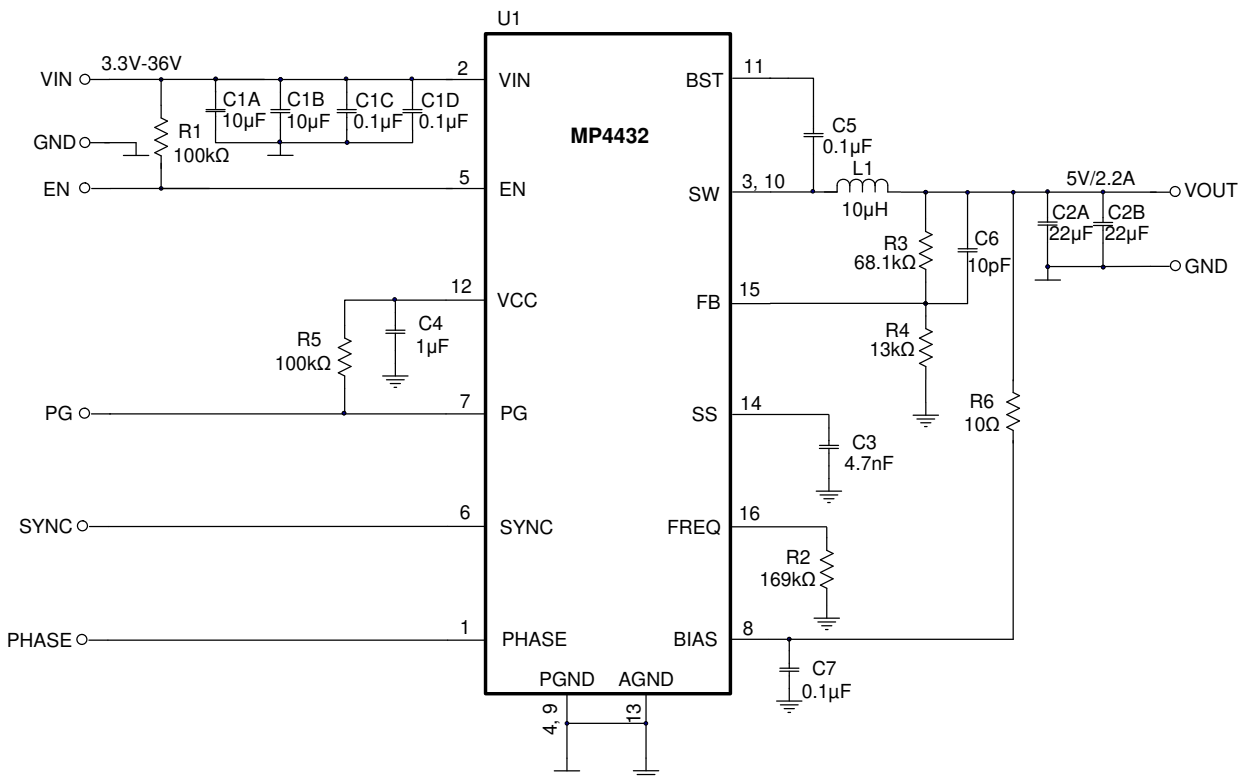 U1
3.3V-36V
VIN
2
VIN
BST
11
C1A
C1B
C1C
C1D
10µF
10µF
0.1µF
0.1µF
R1
100kΩ
GND
MP4432
C5
0.1µF
EN
5
EN
SW
3, 10
L1
10µH
5V/2.2A
VOUT
C2A
C2B
22µF
22µF
R3
68.1kΩ
C6
10pF
GND
12
VCC
FB
15
R5
100kΩ
C4
1µF
R4
13kΩ
PG
7
PG
SS
14
R6
10Ω
C3
4.7nF
SYNC
6
SYNC
FREQ
16
R2
169kΩ
PHASE
1
PHASE
BIAS
8
C7
0.1µF
PGND
AGND
4, 9
13